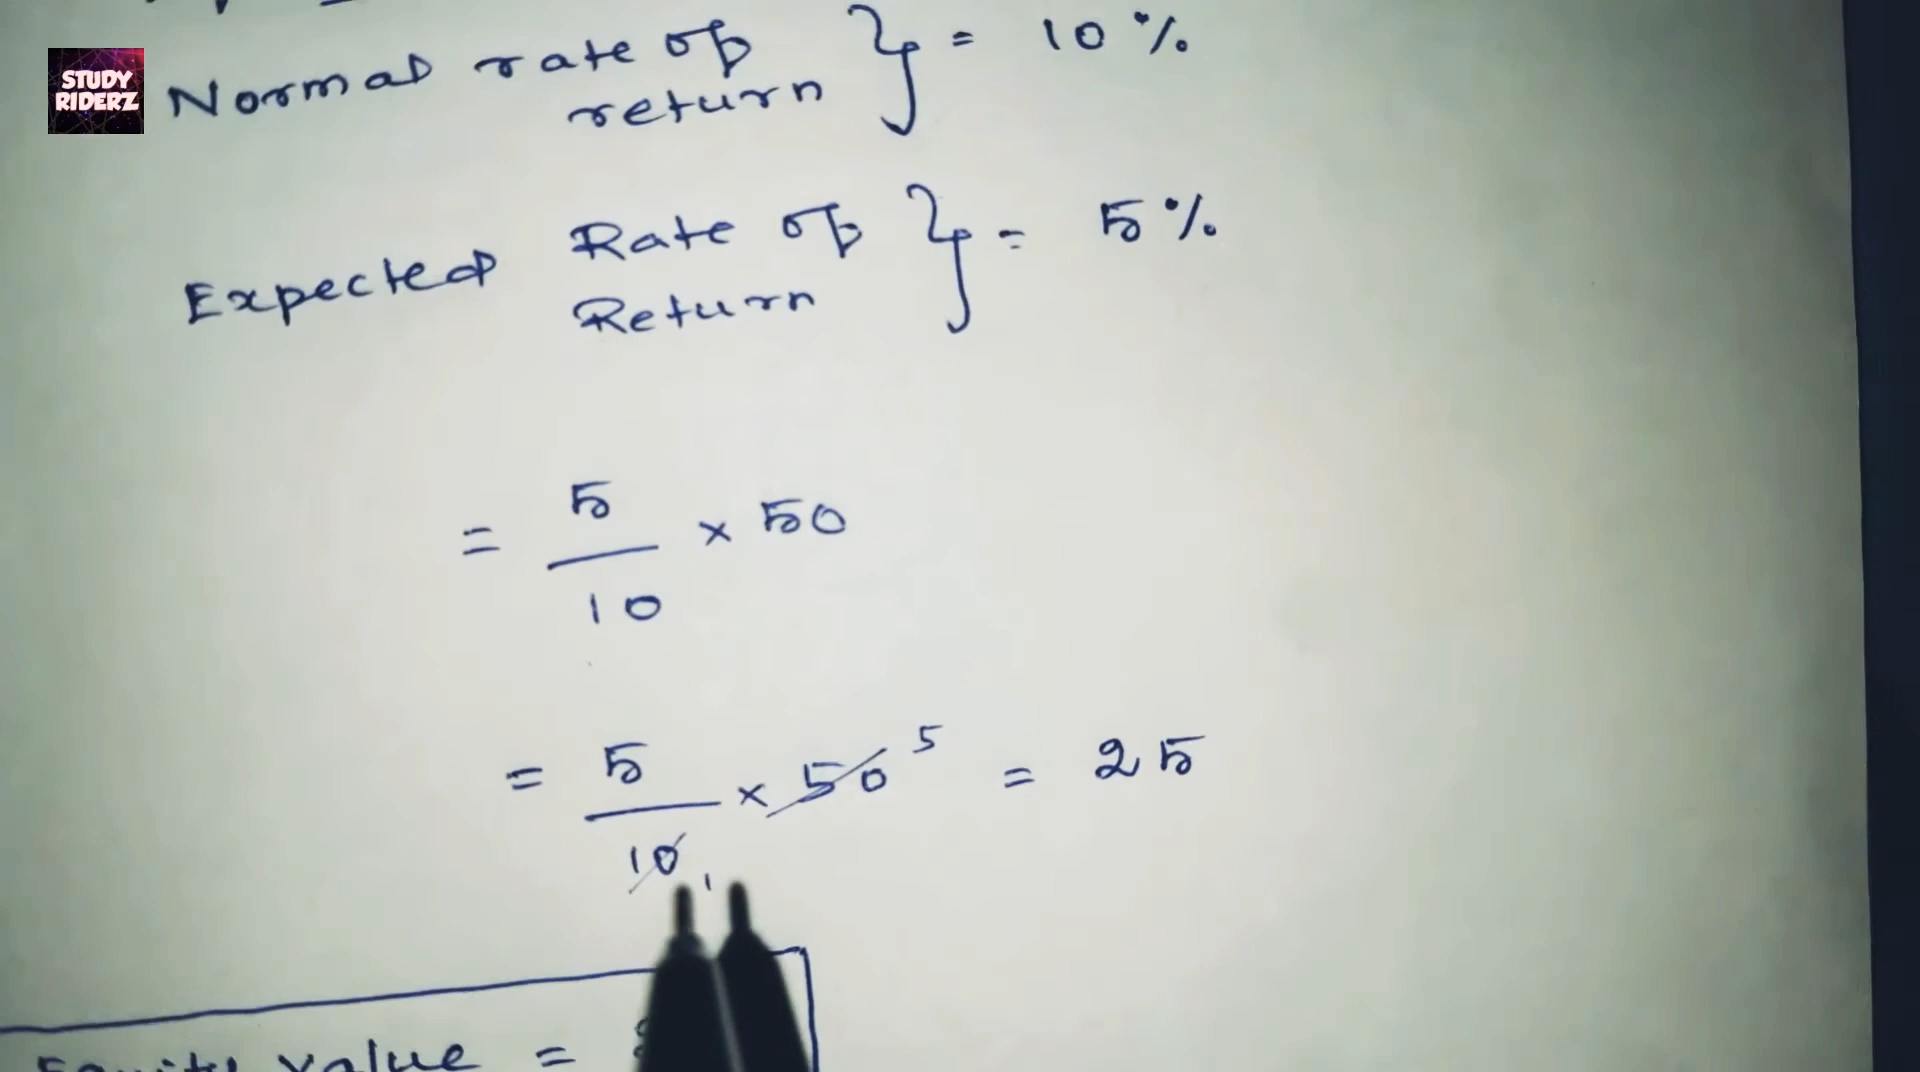 STUDY
RIDERZ
Normal rate of
return } = 10%
Expected Rate of
Return } = 5%
= 5/10 × 50
= 5/10 1 × 50 5 = 25
Equity value =